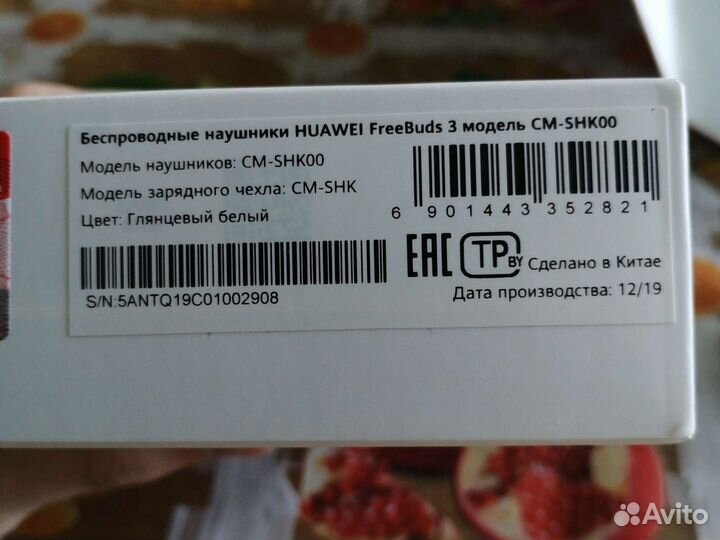 Беспроводные наушники HUAWEI FreeBuds 3 модель CM-SHK00
Модель наушников: CM-SHK00
Модель зарядного чехла: CM-SHK
Цвет: Глянцевый белый
6 901443 352821
EAC TP BY Сделано в Китае
S/N:5ANTQ19C01002908
Дата производства: 12/19
Avito